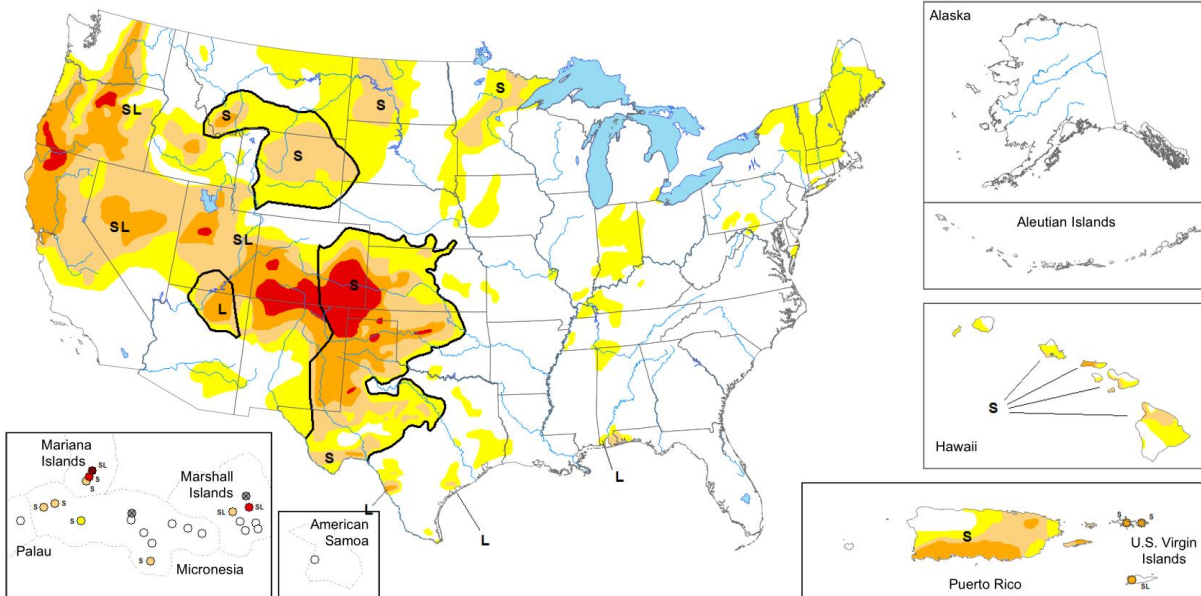 Alaska
Aleutian Islands
S
SL
S
S
S
SL
SL
L
S
S
L
L
L
S
Hawaii
Mariana
Islands
SL
S
S
Marshall
Islands
S
S
S
SL
SL
Palau
S
Micronesia
American
Samoa
S
S
S
U.S. Virgin
Islands
SL
Puerto Rico